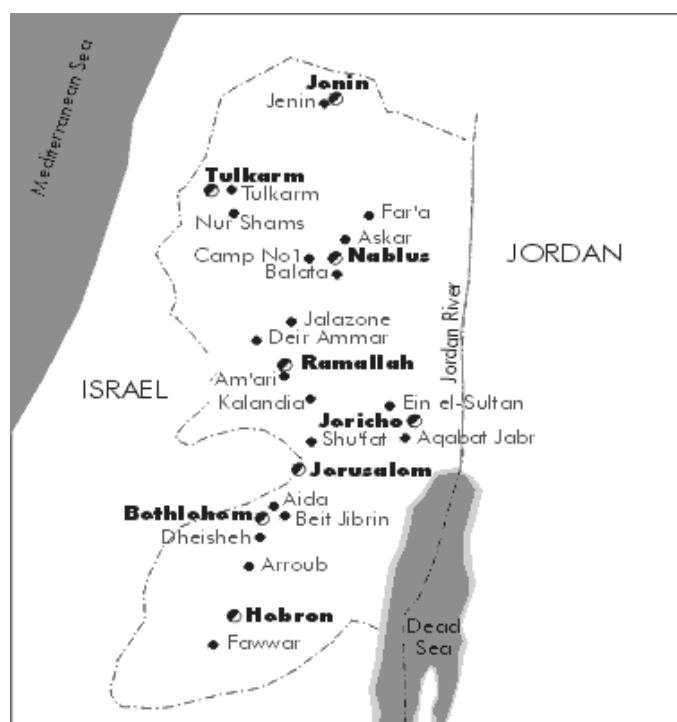 Mediterranean Sea
Jenin
Jenin
Tulkarm
Tulkarm
Nur Shams
Far'a
Askar
Camp No1
Nablus
Balata
JORDAN
Jalazone
Deir Ammar
Jordan River
Ramallah
Am'ari
ISRAEL
Kalandia
Ein el-Sultan
Jericho
Shu'fat
Aqabat Jabr
Jerusalem
Aida
Bethlehem
Beit Jibrin
Dheisheh
Arroub
Hebron
Fawwar
Dead
Sea